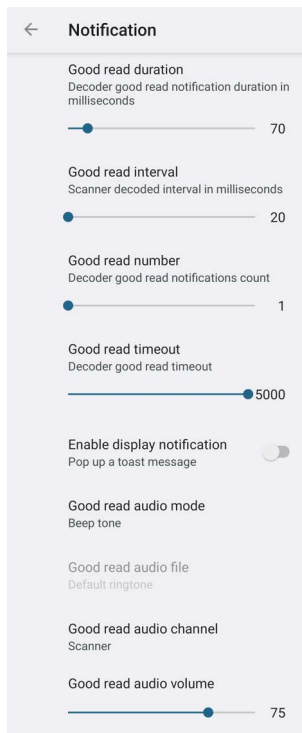 Notification
Good read duration
Decoder good read notification duration in
milliseconds
70
Good read interval
Scanner decoded interval in milliseconds
20
Good read number
Decoder good read notifications count
1
Good read timeout
Decoder good read timeout
5000
Enable display notification
Pop up a toast message
Good read audio mode
Beep tone
Good read audio file
Default ringtone
Good read audio channel
Scanner
Good read audio volume
75